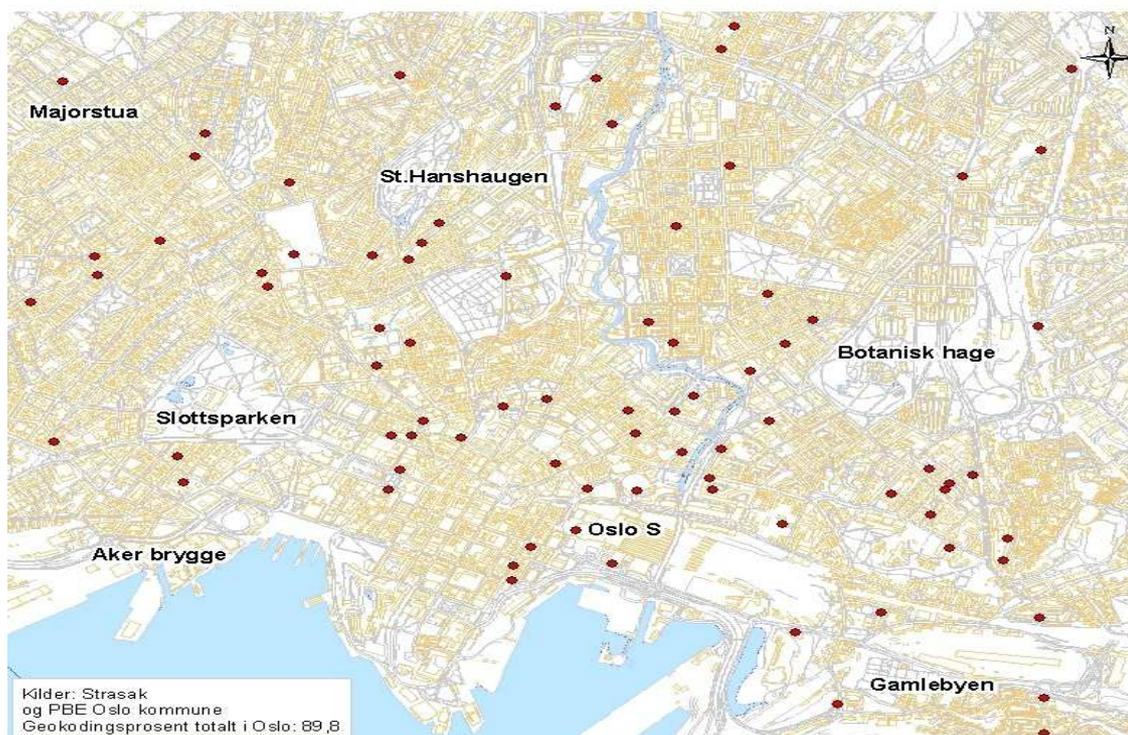 N
Majorstua
St.Hanshaugen
Botanisk hage
Slottsparken
Oslo S
Aker brygge
Gamlebyen
Kilder: Strasak
og PBE Oslo kommune
Geokodingsprosent totalt i Oslo: 89,8